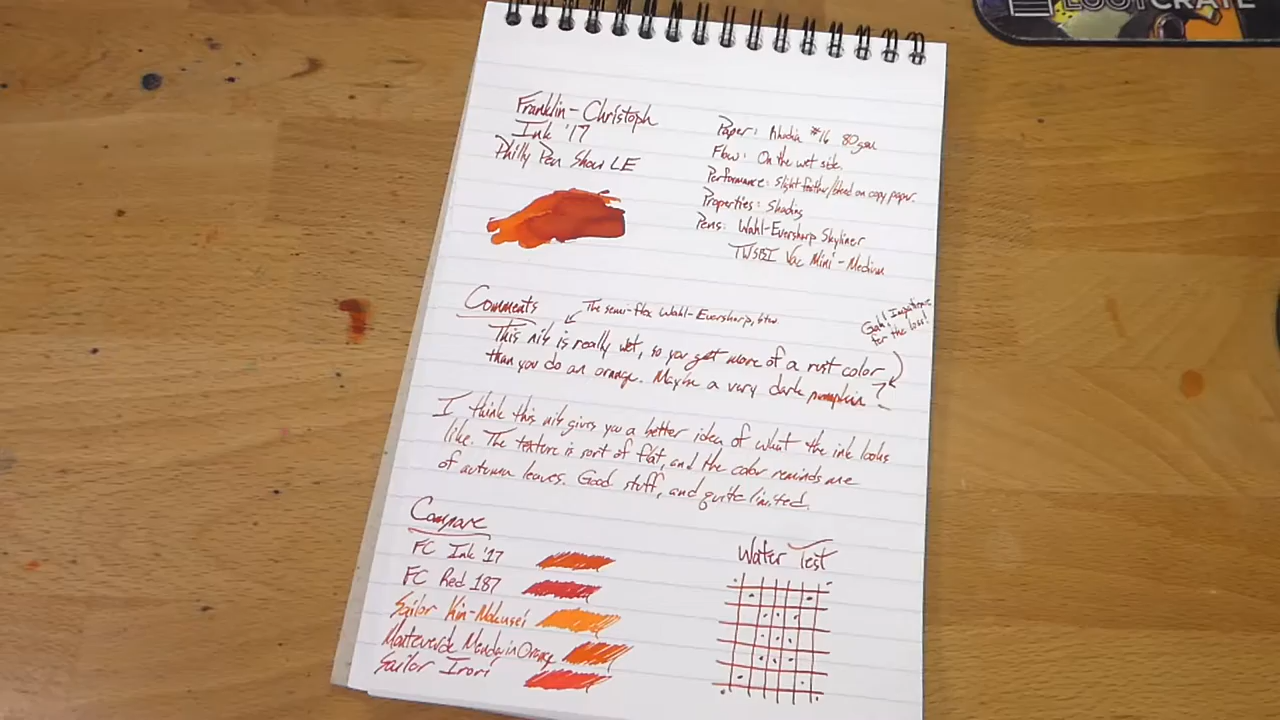 LOOTCRATE
Franklin-Christoph
Ink '17
Philly Pen Show LE
Paper: Rhodia #16 80gsm
Flow: On the wet side.
Performance: Slight feather/bleed on copy paper.
Properties: Shading
Pens: Wahl-Eversharp Skyliner
TWSBI Vac Mini - Medium
Comments
The semi-flex Wahl-Eversharp, btw.
Gah! Impatience
for the loss!
This nib is really wet, so you get more of a rust color
than you do an orange. Maybe a very dark pumpkin?
I think this nib gives you a better idea of what the ink looks
like. The texture is sort of flat, and the color reminds me
of autumn leaves. Good stuff, and quite limited.
Compare
FC Ink '17
FC Red 187
Sailor Kin-Mokusei
Monteverde Mandarin Orange
Sailor Irori
Water Test